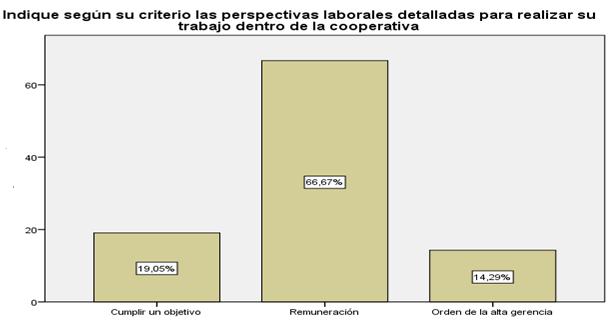 Indique según su criterio las perspectivas laborales detalladas para realizar su
trabajo dentro de la cooperativa
60
40
20
0
19,05%
66,67%
14,29%
Cumplir un objetivo
Remuneración
Orden de la alta gerencia